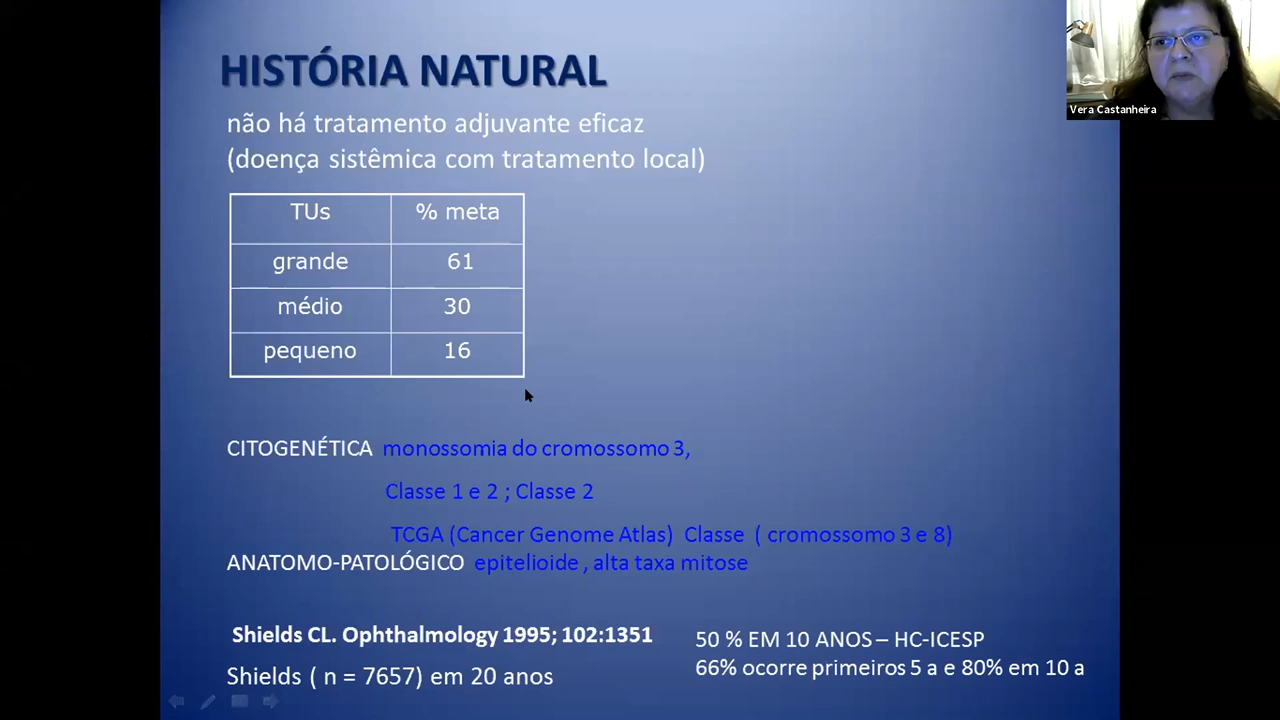 HISTÓRIA NATURAL
não há tratamento adjuvante eficaz
(doença sistêmica com tratamento local)
TUs % meta
grande 61
médio 30
pequeno 16
CITOGENÉTICA monossomia do cromossomo 3,
Classe 1 e 2 ; Classe 2
TCGA (Cancer Genome Atlas) Classe ( cromossomo 3 e 8)
ANATOMO-PATOLÓGICO epitelioide , alta taxa mitose
Shields CL. Ophthalmology 1995; 102:1351
Shields ( n = 7657) em 20 anos
50 % EM 10 ANOS – HC-ICESP
66% ocorre primeiros 5 a e 80% em 10 a
Vera Castanheira